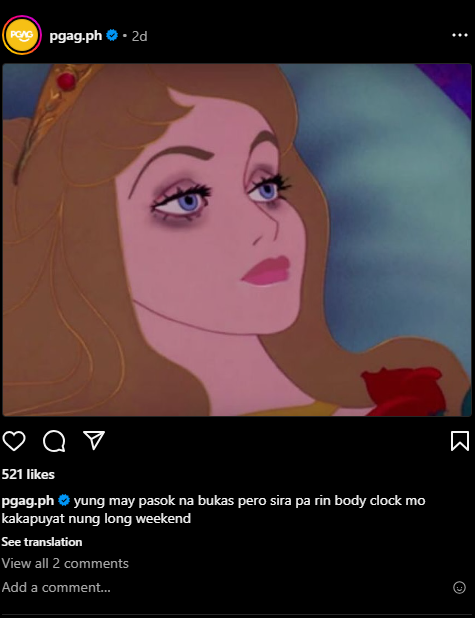 PGAG
pgag.ph • 2d
521 likes
pgag.ph yung may pasok na bukas pero sira pa rin body clock mo
kakapuyat nung long weekend
See translation
View all 2 comments
Add a comment...